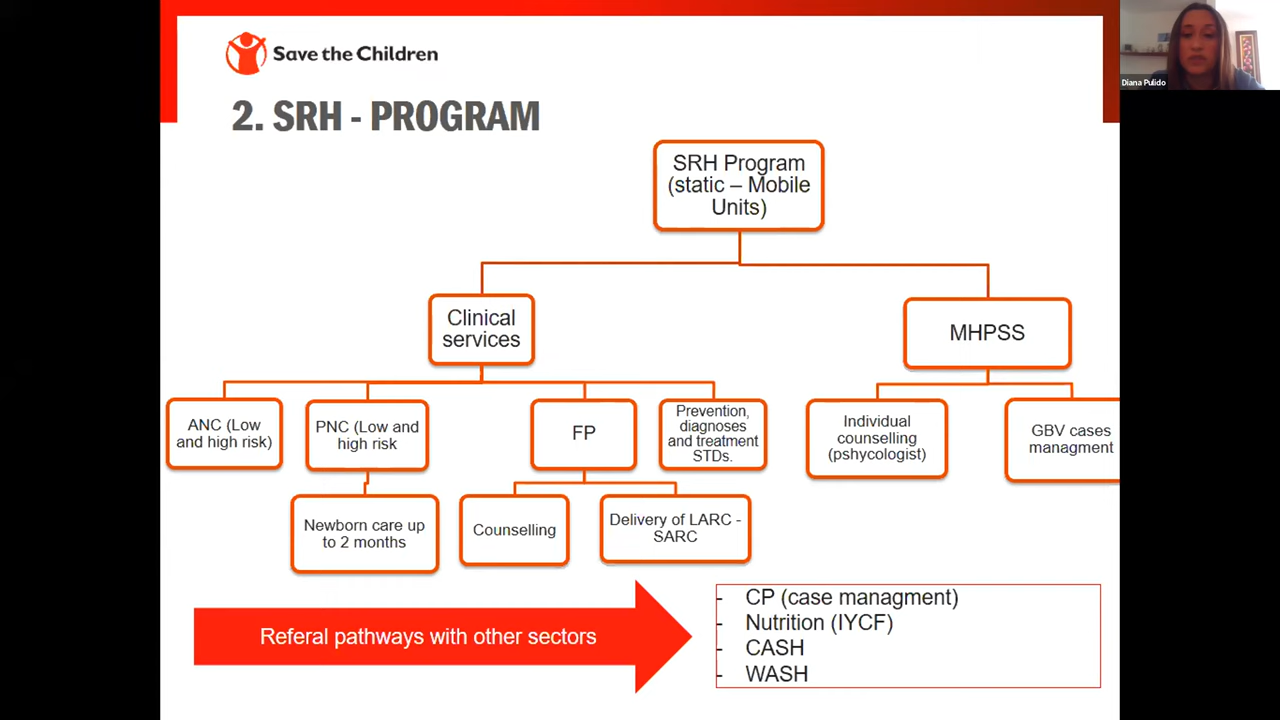 Save the Children
Diana Pulido
2. SRH - PROGRAM
SRH Program
(static – Mobile
Units)
Clinical
services
MHPSS
ANC (Low
and high risk)
PNC (Low and
high risk
FP
Prevention,
diagnoses
and treatment
STDs.
Individual
counselling
(pshycologist)
GBV cases
managment
Newborn care up
to 2 months
Counselling
Delivery of LARC -
SARC
Referal pathways with other sectors
- CP (case managment)
- Nutrition (IYCF)
- CASH
- WASH